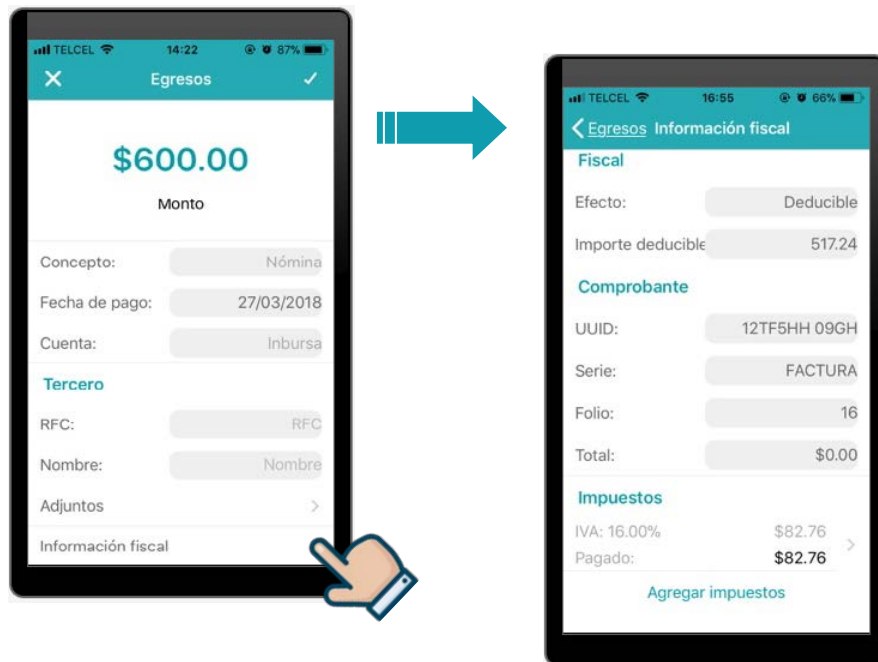 TELCEL 14:22 87%
Egresos
$600.00
Monto
Concepto: Nómina
Fecha de pago: 27/03/2018
Cuenta: Inbursa
Tercero
RFC: RFC
Nombre: Nombre
Adjuntos
Información fiscal
TELCEL 16:55 66%
Egresos Información fiscal
Fiscal
Efecto: Deducible
Importe deducible 517.24
Comprobante
UUID: 12TF5HH 09GH
Serie: FACTURA
Folio: 16
Total: $0.00
Impuestos
IVA: 16.00% $82.76
Pagado: $82.76
Agregar impuestos